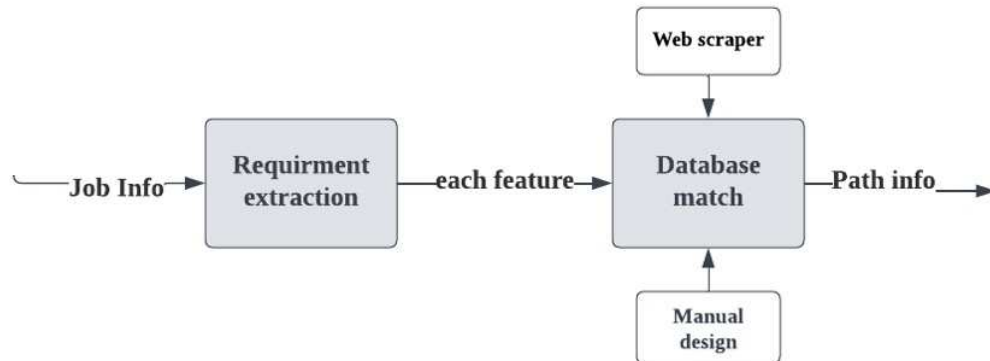 Web scraper
Job Info
Requirment
extraction
each feature
Database
match
Path info
Manual
design